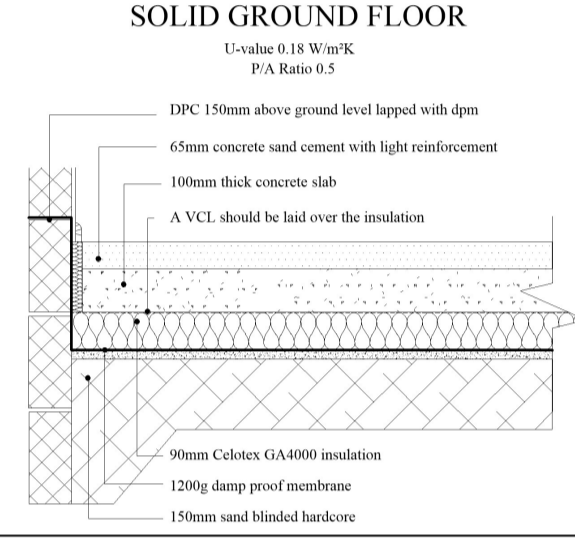 SOLID GROUND FLOOR
U-value 0.18 W/m²K
P/A Ratio 0.5
DPC 150mm above ground level lapped with dpm
65mm concrete sand cement with light reinforcement
100mm thick concrete slab
A VCL should be laid over the insulation
90mm Celotex GA4000 insulation
1200g damp proof membrane
150mm sand blinded hardcore